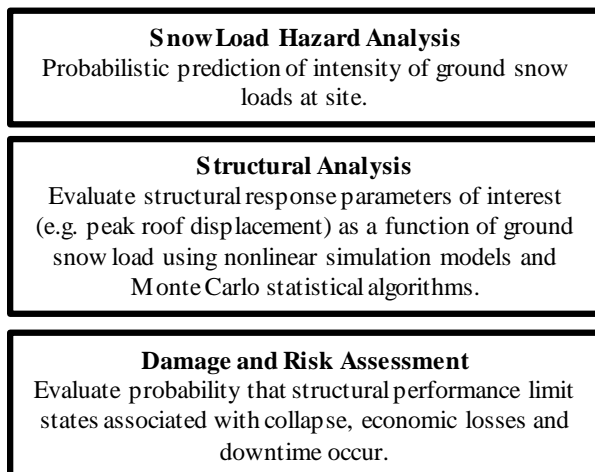 Snow Load Hazard Analysis
Probabilistic prediction of intensity of ground snow
loads at site.
Structural Analysis
Evaluate structural response parameters of interest
(e.g. peak roof displacement) as a function of ground
snow load using nonlinear simulation models and
Monte Carlo statistical algorithms.
Damage and Risk Assessment
Evaluate probability that structural performance limit
states associated with collapse, economic losses and
downtime occur.